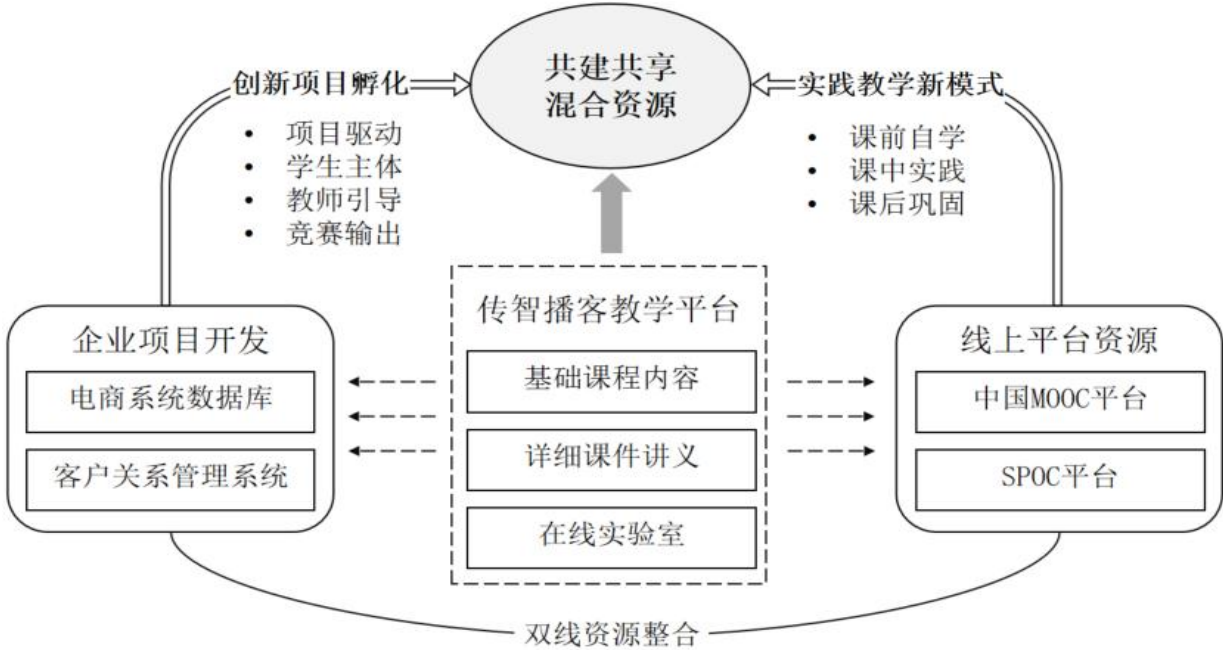 共建共享
混合资源
创新项目孵化
• 项目驱动
• 学生主体
• 教师引导
• 竞赛输出
实践教学新模式
• 课前自学
• 课中实践
• 课后巩固
企业项目开发
电商系统数据库
客户关系管理系统
传智播客教学平台
基础课程内容
详细课件讲义
在线实验室
线上平台资源
中国MOOC平台
SPOC平台
双线资源整合